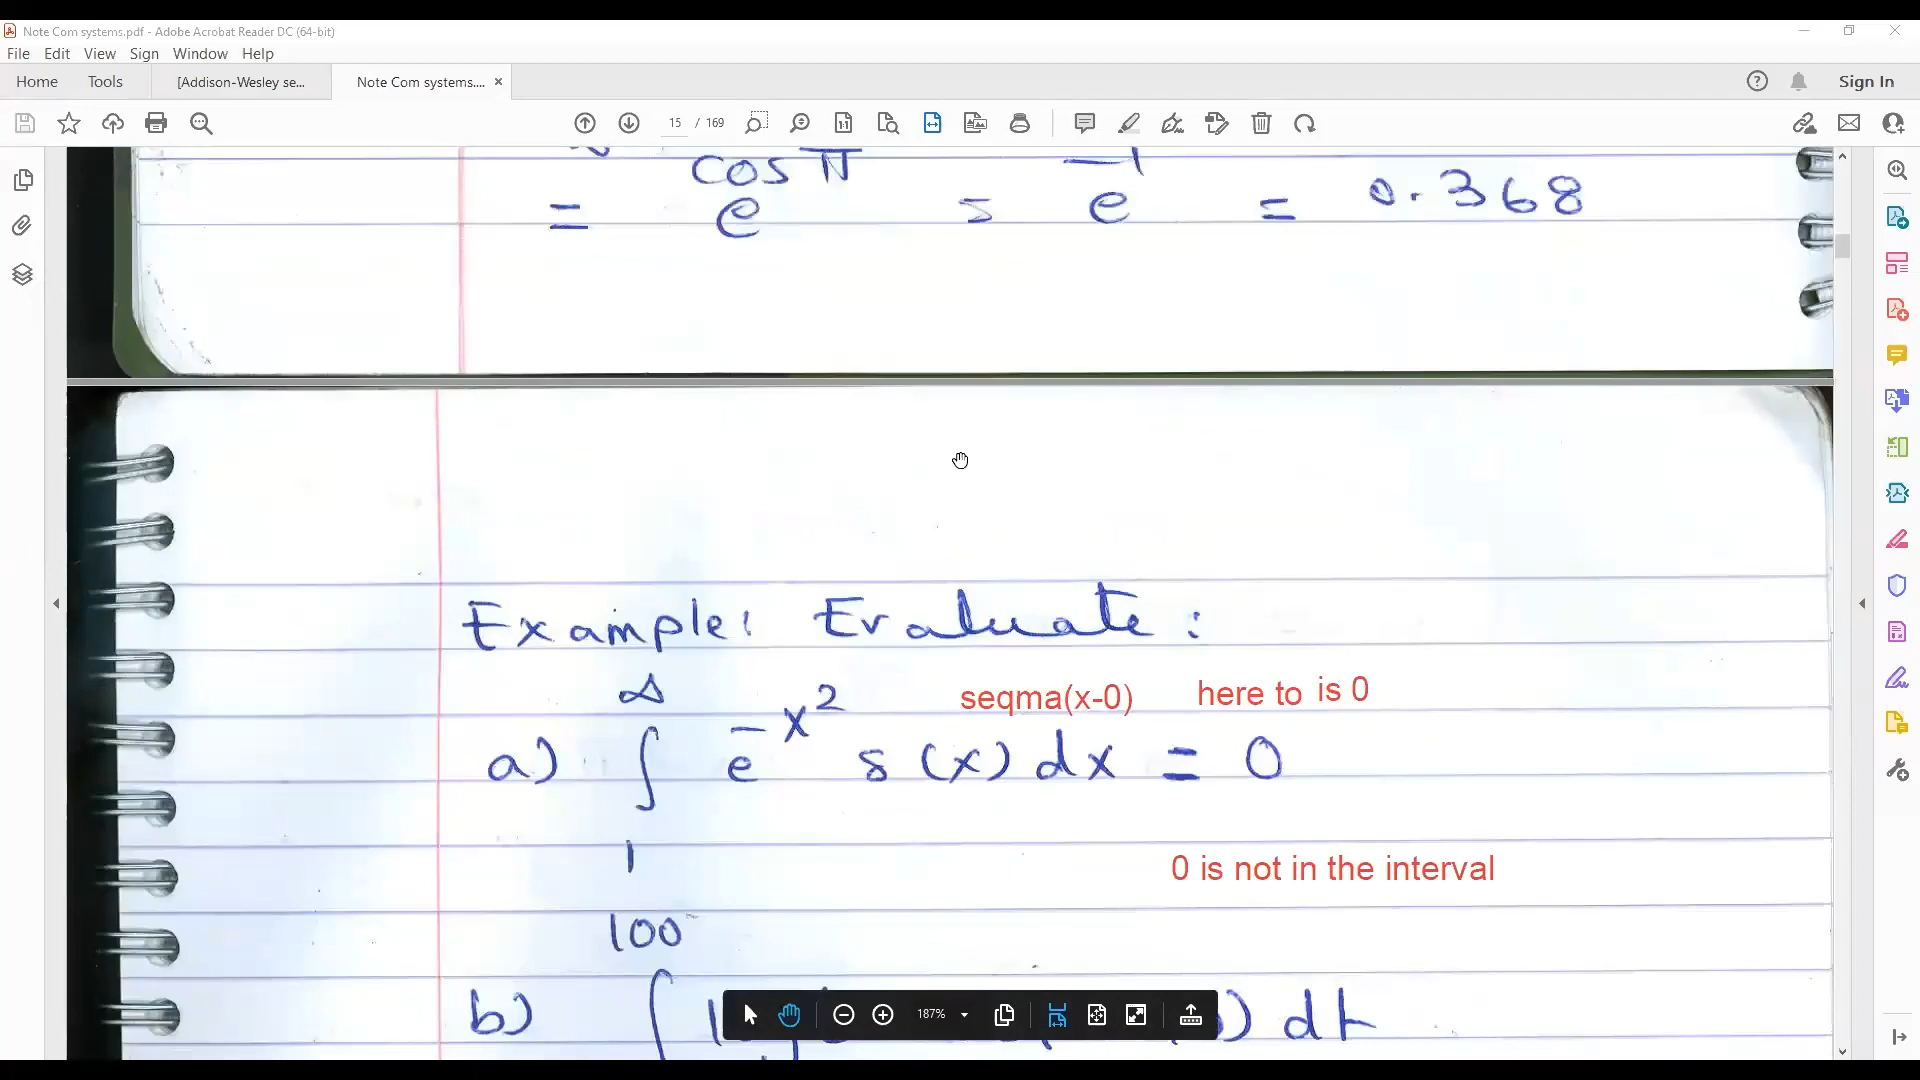 Note Com systems.pdf - Adobe Acrobat Reader DC (64-bit)
File Edit View Sign Window Help
Home Tools [Addison-Wesley se... Note Com systems.... × Sign In
15 / 169
= e^cos π = e^-1 = 0.368
Example: Evaluate:
seqma(x-0) here to is 0
a) ∫_1^∞ e^-x^2 δ(x) dx = 0
0 is not in the interval
100
b) ∫ ) dt
187%